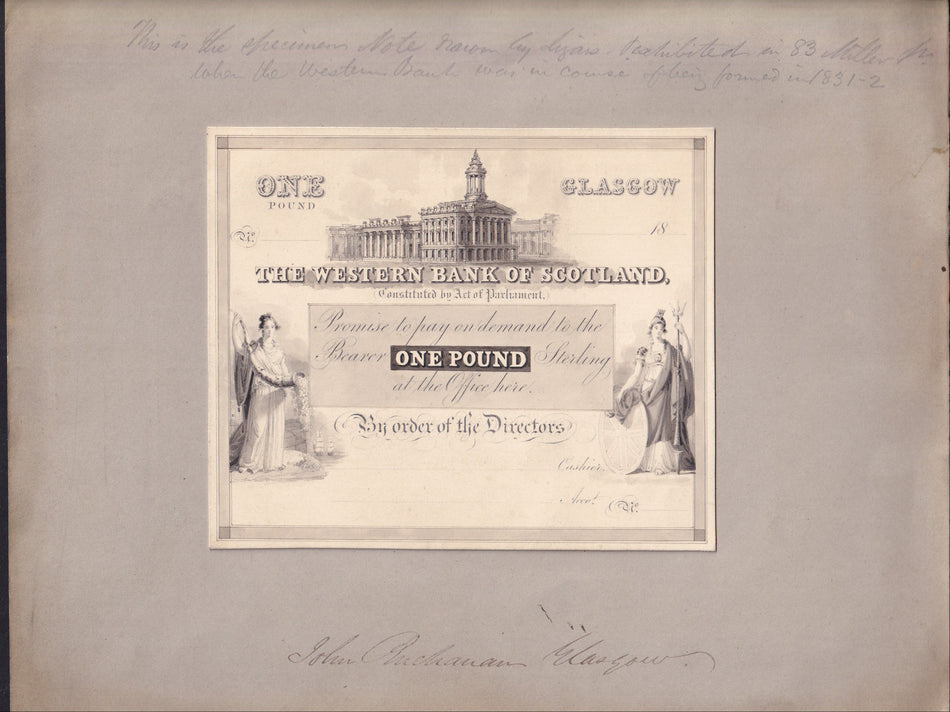 This is the specimen Note drawn by Lizars & exhibited in 83 Miller St
when the Western Bank was in course of being formed in 1831-2
ONE GLASGOW
POUND
No. 18
THE WESTERN BANK OF SCOTLAND,
(Constituted by Act of Parliament,)
Promise to pay on demand to the
Bearer ONE POUND Sterling
at the Office here.
By order of the Directors
Cashier.
Acco.t No.
John Buchanan Glasgow.